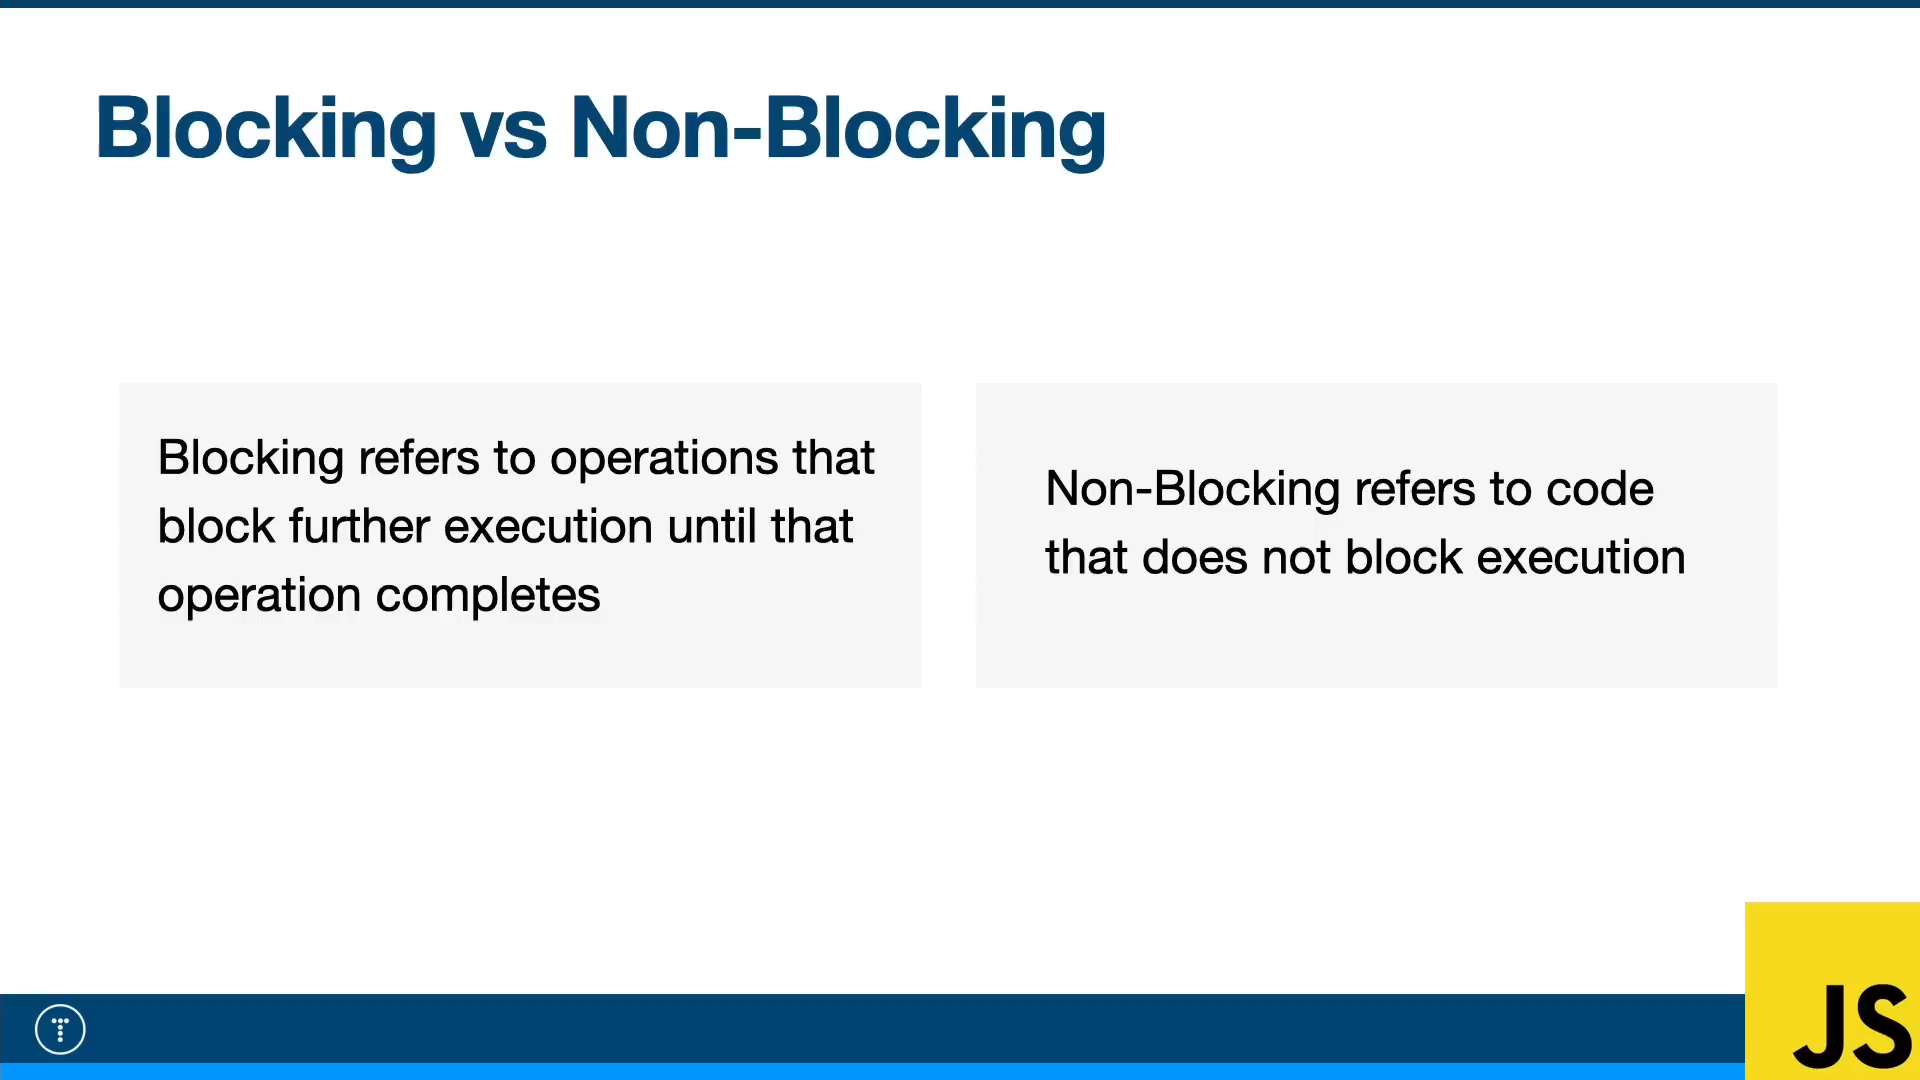 Blocking vs Non-Blocking
Blocking refers to operations that
block further execution until that
operation completes
Non-Blocking refers to code
that does not block execution
T
JS